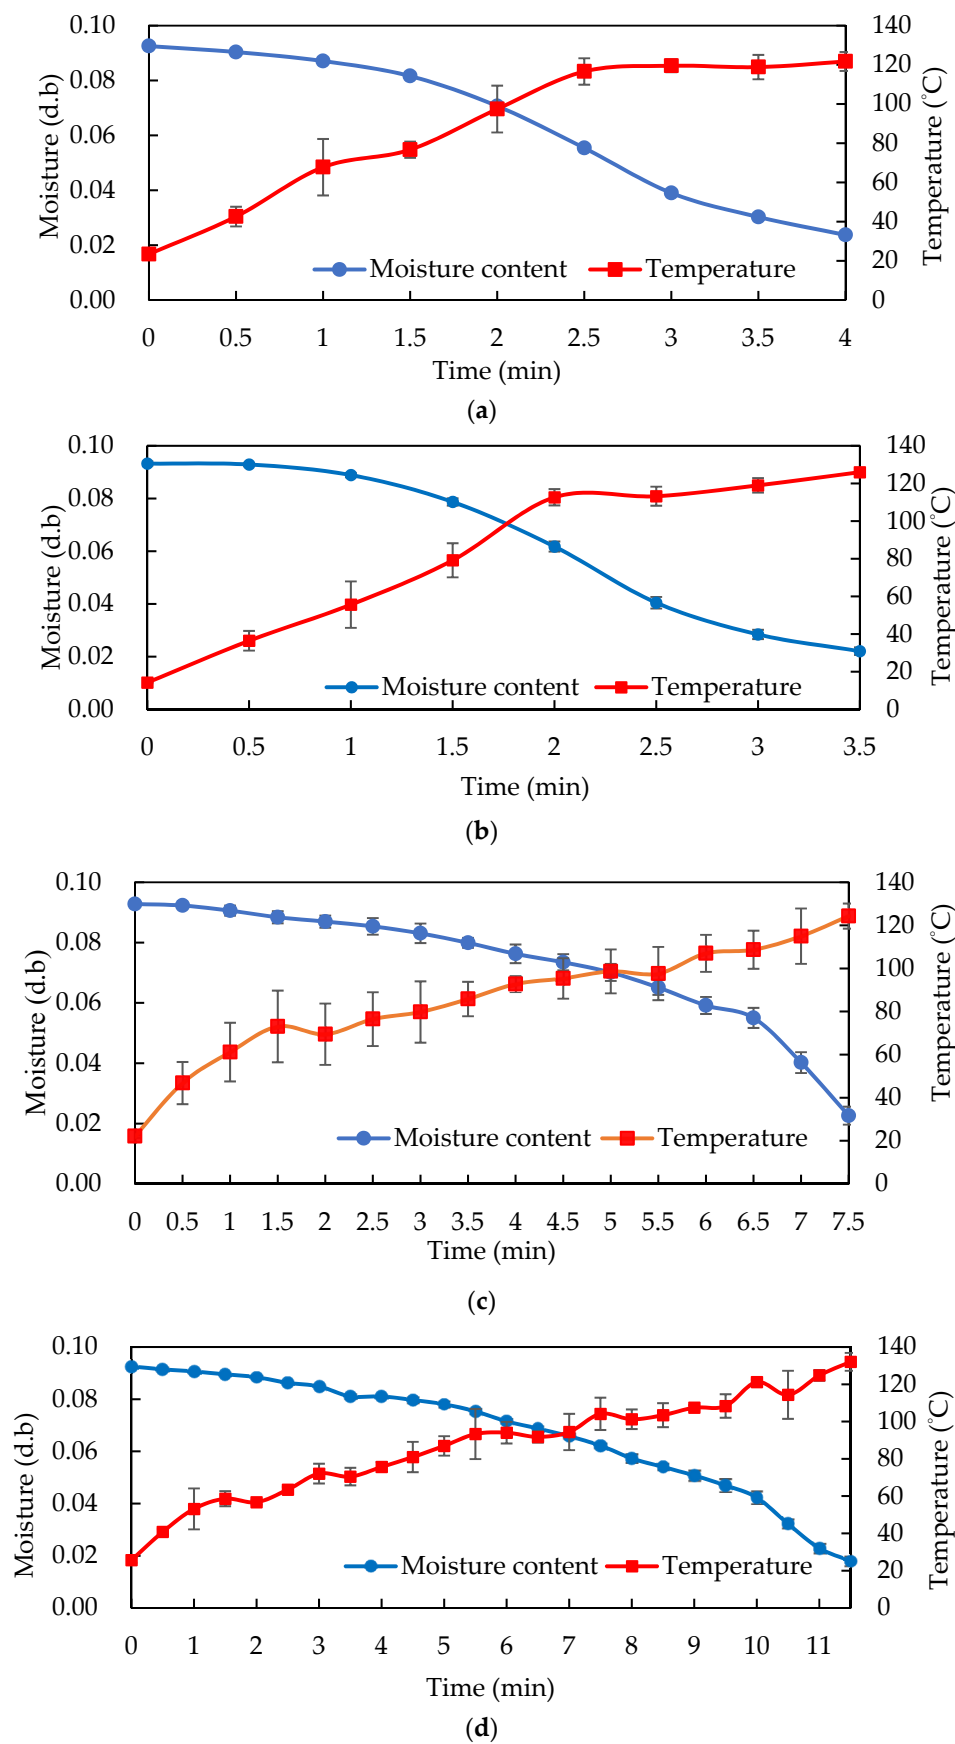 0.10 140
0.08 120
100
0.06 80
0.04 60
40
0.02 20
0.00 0
Moisture (d.b)
Temperature (°C)
Moisture content Temperature
0 0.5 1 1.5 2 2.5 3 3.5 4
Time (min)
(a)
0.10 140
0.08 120
100
0.06 80
0.04 60
40
0.02 20
0.00 0
Moisture (d.b)
Temperature (°C)
Moisture content Temperature
0 0.5 1 1.5 2 2.5 3 3.5
Time (min)
(b)
0.10 140
0.08 120
100
0.06 80
0.04 60
40
0.02 20
0.00 0
Moisture (d.b)
Temperature (°C)
Moisture content Temperature
0 0.5 1 1.5 2 2.5 3 3.5 4 4.5 5 5.5 6 6.5 7 7.5
Time (min)
(c)
0.10 140
0.08 120
100
0.06 80
0.04 60
40
0.02 20
0.00 0
Moisture (d.b)
Temperature (°C)
Moisture content Temperature
0 1 2 3 4 5 6 7 8 9 10 11
Time (min)
(d)